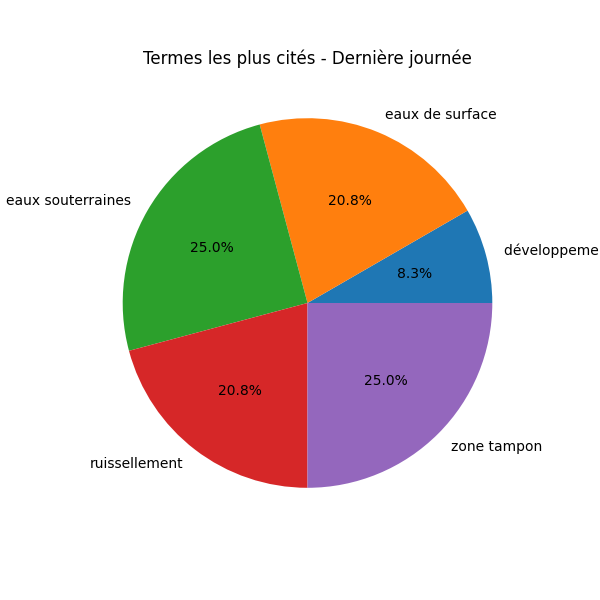 Termes les plus cités - Dernière journée
eaux de surface
eaux souterraines
20.8%
25.0%
développeme
8.3%
20.8%
25.0%
zone tampon
ruissellement